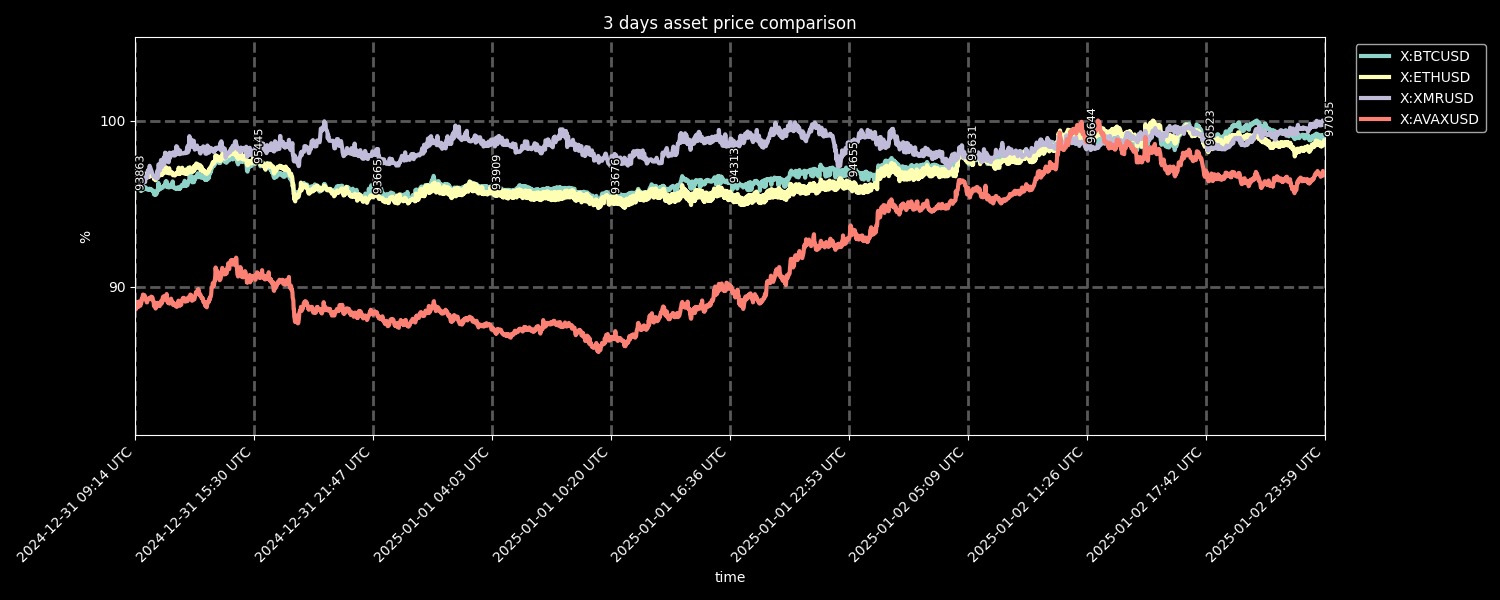 3 days asset price comparison
X:BTCUSD
X:ETHUSD
X:XMRUSD
X:AVAXUSD
100
90
%
93863
95445
93665
93909
93676
94313
94655
95631
96644
96523
97035
2024-12-31 09:14 UTC
2024-12-31 15:30 UTC
2024-12-31 21:47 UTC
2025-01-01 04:03 UTC
2025-01-01 10:20 UTC
2025-01-01 16:36 UTC
2025-01-01 22:53 UTC
2025-01-02 05:09 UTC
2025-01-02 11:26 UTC
2025-01-02 17:42 UTC
2025-01-02 23:59 UTC
time